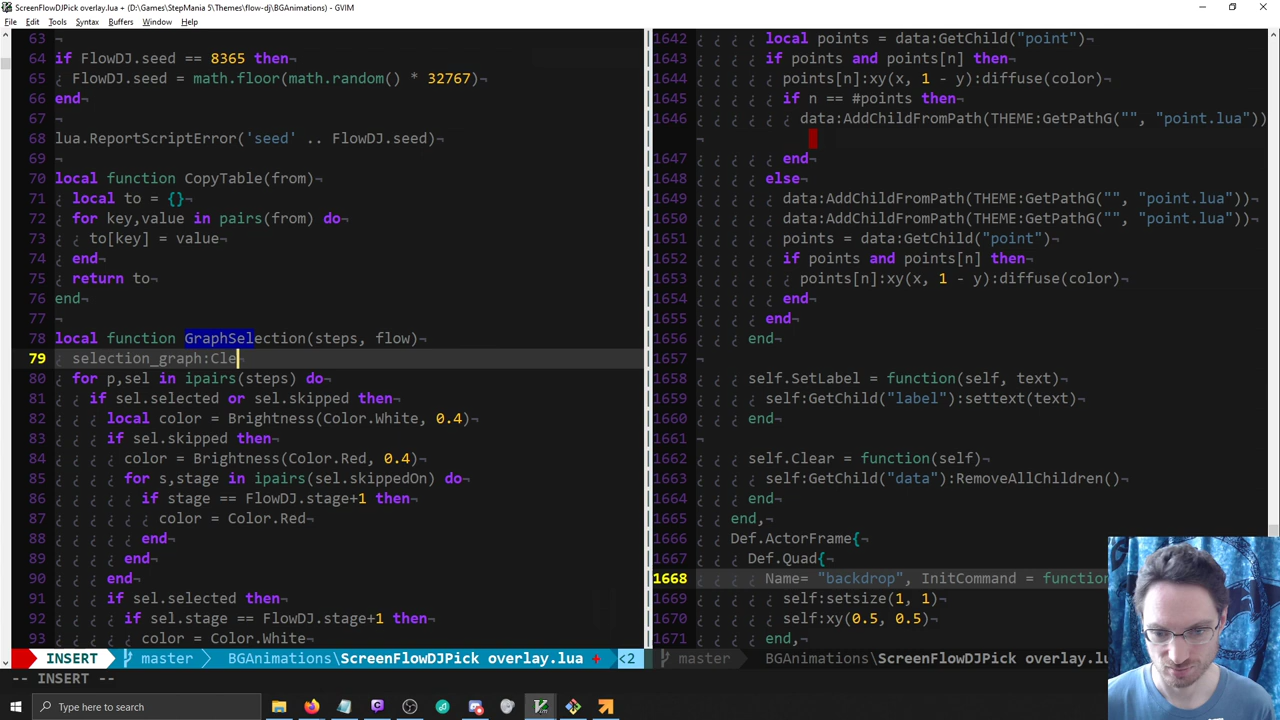 ScreenFlowDJPick overlay.lua + (D:\Games\StepMania 5\Themes\flow-dj\BGAnimations) - GVIM
File Edit Tools Syntax Buffers Window Help
63
64 if FlowDJ.seed == 8365 then¬
65 ¿ FlowDJ.seed = math.floor(math.random() * 32767)¬
66 end¬
67 ¬
68 lua.ReportScriptError('seed' .. FlowDJ.seed)¬
69 ¬
70 local function CopyTable(from)¬
71 ¿ local to = {}¬
72 ¿ for key,value in pairs(from) do¬
73 ¿ ¿ to[key] = value¬
74 ¿ end¬
75 ¿ return to¬
76 end¬
77 ¬
78 local function GraphSelection(steps, flow)¬
79 ¿ selection_graph:Cle¬
80 ¿ for p,sel in ipairs(steps) do¬
81 ¿ ¿ if sel.selected or sel.skipped then¬
82 ¿ ¿ ¿ local color = Brightness(Color.White, 0.4)¬
83 ¿ ¿ ¿ if sel.skipped then¬
84 ¿ ¿ ¿ ¿ color = Brightness(Color.Red, 0.4)¬
85 ¿ ¿ ¿ ¿ for s,stage in ipairs(sel.skippedOn) do¬
86 ¿ ¿ ¿ ¿ ¿ if stage == FlowDJ.stage+1 then¬
87 ¿ ¿ ¿ ¿ ¿ ¿ color = Color.Red¬
88 ¿ ¿ ¿ ¿ ¿ end¬
89 ¿ ¿ ¿ ¿ end¬
90 ¿ ¿ ¿ end¬
91 ¿ ¿ ¿ if sel.selected then¬
92 ¿ ¿ ¿ ¿ if sel.stage == FlowDJ.stage+1 then¬
93 ¿ ¿ ¿ ¿ ¿ color = Color.White¬
INSERT master BGAnimations\ScreenFlowDJPick overlay.lua + <2
-- INSERT --
1642 ¿ ¿ ¿ ¿ local points = data:GetChild("point")¬
1643 ¿ ¿ ¿ ¿ if points and points[n] then¬
1644 ¿ ¿ ¿ ¿ ¿ points[n]:xy(x, 1 - y):diffuse(color)¬
1645 ¿ ¿ ¿ ¿ ¿ if n == #points then¬
1646 ¿ ¿ ¿ ¿ ¿ ¿ data:AddChildFromPath(THEME:GetPathG("", "point.lua"))
¬
1647 ¿ ¿ ¿ ¿ ¿ end¬
1648 ¿ ¿ ¿ ¿ else¬
1649 ¿ ¿ ¿ ¿ ¿ data:AddChildFromPath(THEME:GetPathG("", "point.lua"))¬
1650 ¿ ¿ ¿ ¿ ¿ data:AddChildFromPath(THEME:GetPathG("", "point.lua"))¬
1651 ¿ ¿ ¿ ¿ ¿ points = data:GetChild("point")¬
1652 ¿ ¿ ¿ ¿ ¿ if points and points[n] then¬
1653 ¿ ¿ ¿ ¿ ¿ ¿ points[n]:xy(x, 1 - y):diffuse(color)¬
1654 ¿ ¿ ¿ ¿ ¿ end¬
1655 ¿ ¿ ¿ ¿ end¬
1656 ¿ ¿ ¿ end¬
1657 ¬
1658 ¿ ¿ ¿ self.SetLabel = function(self, text)¬
1659 ¿ ¿ ¿ ¿ self:GetChild("label"):settext(text)¬
1660 ¿ ¿ ¿ end¬
1661 ¬
1662 ¿ ¿ ¿ self.Clear = function(self)¬
1663 ¿ ¿ ¿ ¿ self:GetChild("data"):RemoveAllChildren()¬
1664 ¿ ¿ ¿ end¬
1665 ¿ ¿ end,¬
1666 ¿ ¿ Def.ActorFrame{¬
1667 ¿ ¿ ¿ Def.Quad{¬
1668 ¿ ¿ ¿ ¿ Name= "backdrop", InitCommand = function
1669 ¿ ¿ ¿ ¿ ¿ self:setsize(1, 1)¬
1670 ¿ ¿ ¿ ¿ ¿ self:xy(0.5, 0.5)¬
1671 ¿ ¿ ¿ ¿ end,¬
master BGAnimations\ScreenFlowDJPick overlay.lu
Type here to search